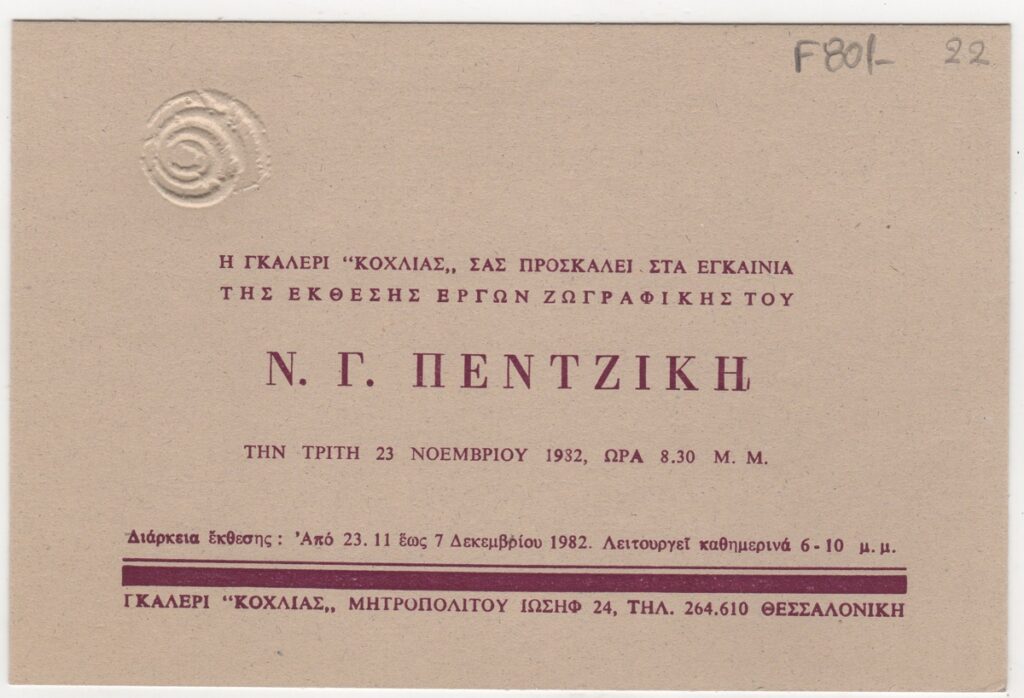 F80/- 22
Η ΓΚΑΛΕΡΙ “ΚΟΧΛΙΑΣ„ ΣΑΣ ΠΡΟΣΚΑΛΕΙ ΣΤΑ ΕΓΚΑΙΝΙΑ
ΤΗΣ ΕΚΘΕΣΗΣ ΕΡΓΩΝ ΖΩΓΡΑΦΙΚΗΣ ΤΟΥ
Ν. Γ. ΠΕΝΤΖΙΚΗ
ΤΗΝ ΤΡΙΤΗ 23 ΝΟΕΜΒΡΙΟΥ 1982, ΩΡΑ 8.30 Μ. Μ.
Διάρκεια ἔκθεσης : Ἀπό 23. 11 ἕως 7 Δεκεμβρίου 1982. Λειτουργεῖ καθημερινά 6 - 10 μ. μ.
ΓΚΑΛΕΡΙ “ΚΟΧΛΙΑΣ„ ΜΗΤΡΟΠΟΛΙΤΟΥ ΙΩΣΗΦ 24, ΤΗΛ. 264.610 ΘΕΣΣΑΛΟΝΙΚΗ